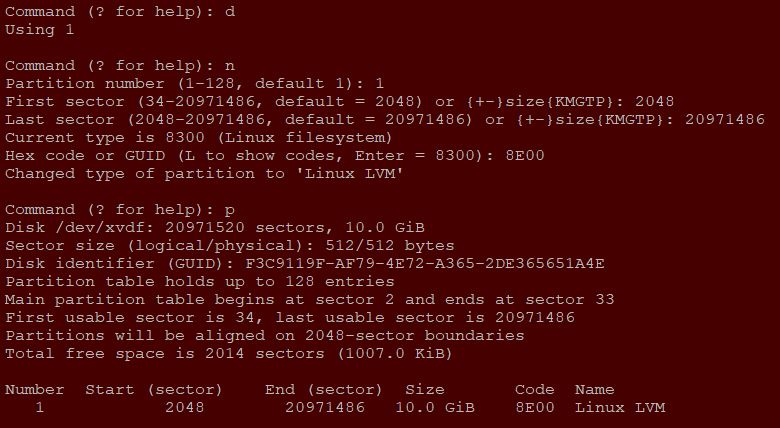 Command (? for help): d
Using 1
Command (? for help): n
Partition number (1-128, default 1): 1
First sector (34-20971486, default = 2048) or {+-}size{KMGTP}: 2048
Last sector (2048-20971486, default = 20971486) or {+-}size{KMGTP}: 20971486
Current type is 8300 (Linux filesystem)
Hex code or GUID (L to show codes, Enter = 8300): 8E00
Changed type of partition to 'Linux LVM'
Command (? for help): p
Disk /dev/xvdf: 20971520 sectors, 10.0 GiB
Sector size (logical/physical): 512/512 bytes
Disk identifier (GUID): F3C9119F-AF79-4E72-A365-2DE365651A4E
Partition table holds up to 128 entries
Main partition table begins at sector 2 and ends at sector 33
First usable sector is 34, last usable sector is 20971486
Partitions will be aligned on 2048-sector boundaries
Total free space is 2014 sectors (1007.0 KiB)
Number  Start (sector)    End (sector)  Size       Code  Name
   1            2048        20971486   10.0 GiB    8E00  Linux LVM